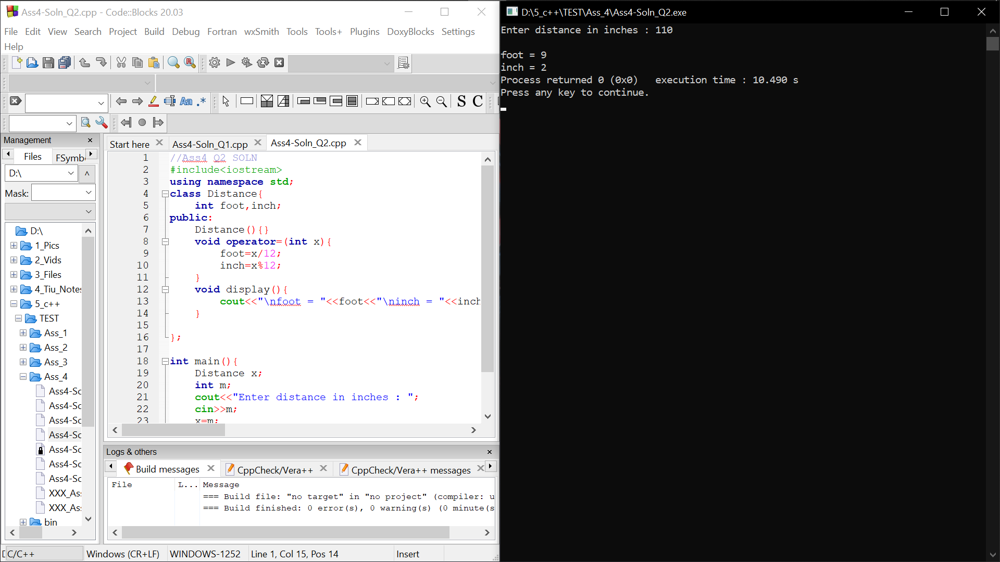 Ass4-Soln_Q2.cpp - Code::Blocks 20.03
File Edit View Search Project Build Debug Fortran wxSmith Tools Tools+ Plugins DoxyBlocks Settings
Help
S C
Management
Files FSymb
D:\
Mask:
D:\
1_Pics
2_Vids
3_Files
4_Tiu_Notes
5_c++
TEST
Ass_1
Ass_2
Ass_3
Ass_4
Ass4-Sc
Ass4-Sc
Ass4-Sc
Ass4-Sc
Ass4-Sc
Ass4-Sc
Ass4-Sc
XXX_Ass
XXX_Ass
bin
Start here Ass4-Soln_Q1.cpp Ass4-Soln_Q2.cpp
1 //Ass4 Q2 SOLN
2 #include<iostream>
3 using namespace std;
4 class Distance{
5 int foot,inch;
6 public:
7 Distance(){}
8 void operator=(int x){
9 foot=x/12;
10 inch=x%12;
11 }
12 void display(){
13 cout<<"\nfoot = "<<foot<<"\ninch = "<<inch
14 }
15
16 };
17
18 int main(){
19 Distance x;
20 int m;
21 cout<<"Enter distance in inches : ";
22 cin>>m;
23 x=m;
Logs & others
Build messages CppCheck/Vera++ CppCheck/Vera++ messages
File L... Message
=== Build file: "no target" in "no project" (compiler: u
=== Build finished: 0 error(s), 0 warning(s) (0 minute(s
C/C++ Windows (CR+LF) WINDOWS-1252 Line 1, Col 15, Pos 14 Insert
D:\5_c++\TEST\Ass_4\Ass4-Soln_Q2.exe
Enter distance in inches : 110
foot = 9
inch = 2
Process returned 0 (0x0) execution time : 10.490 s
Press any key to continue.